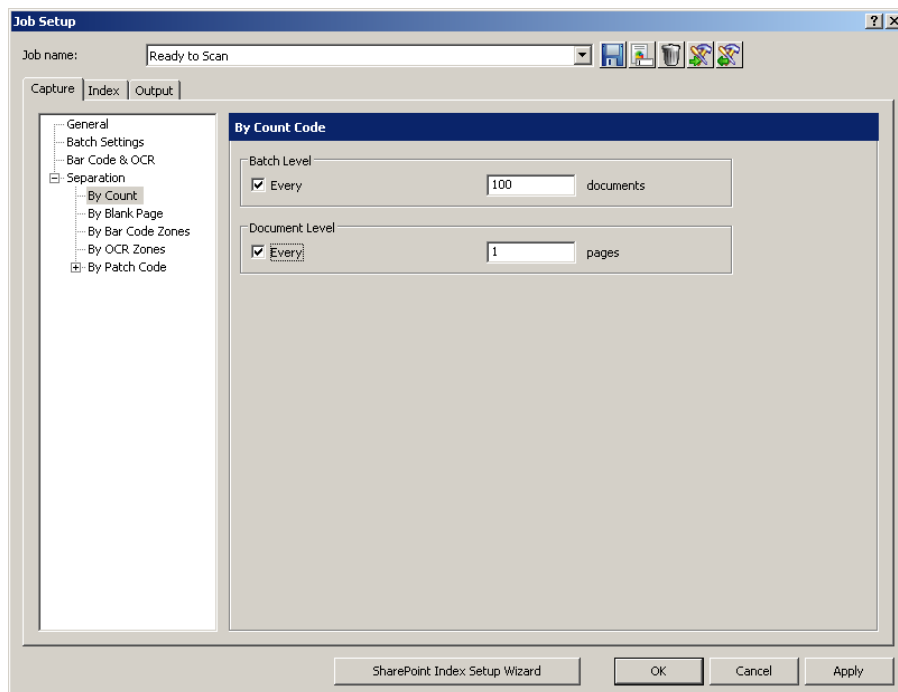 Job Setup
Job name: Ready to Scan
Capture Index Output
General
Batch Settings
Bar Code & OCR
Separation
By Count
By Blank Page
By Bar Code Zones
By OCR Zones
By Patch Code
By Count Code
Batch Level
Every 100 documents
Document Level
Every 1 pages
SharePoint Index Setup Wizard OK Cancel Apply